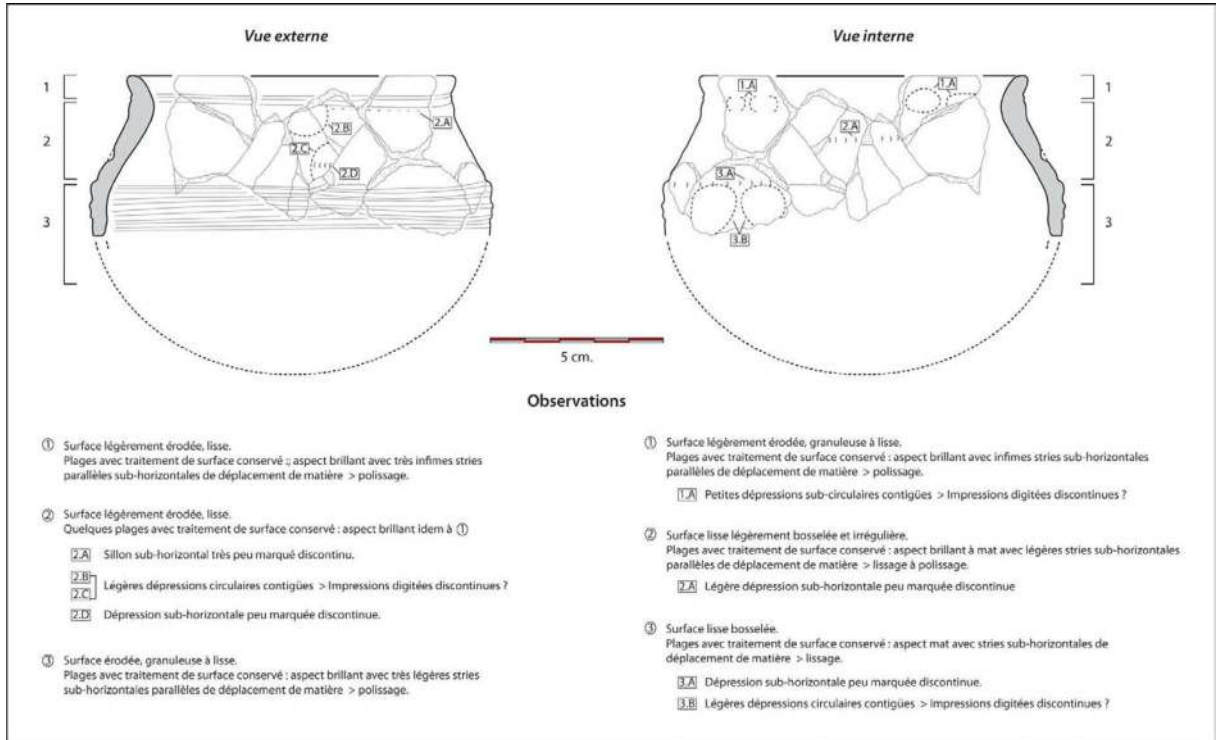 Vue externe
Vue interne
1
2
3
2.A
2.B
2.C
2.D
1.A
1.A
2.A
3.A
3.B
1
2
3
5 cm.
Observations
① Surface légèrement érodée, lisse.
Plages avec traitement de surface conservé :; aspect brillant avec très infimes stries
parallèles sub-horizontales de déplacement de matière > polissage.
② Surface légèrement érodée, lisse.
Quelques plages avec traitement de surface conservé : aspect brillant idem à ①
2.A Sillon sub-horizontal très peu marqué discontinu.
2.B
2.C Légères dépressions circulaires contigües > Impressions digitées discontinues ?
2.D Dépression sub-horizontale peu marquée discontinue.
③ Surface érodée, granuleuse à lisse.
Plages avec traitement de surface conservé : aspect brillant avec très légères stries
sub-horizontales parallèles de déplacement de matière > polissage.
① Surface légèrement érodée, granuleuse à lisse.
Plages avec traitement de surface conservé : aspect brillant avec infimes stries sub-horizontales
parallèles de déplacement de matière > polissage.
1.A Petites dépressions sub-circulaires contigües > Impressions digitées discontinues ?
② Surface lisse légèrement bosselée et irrégulière.
Plages avec traitement de surface conservé : aspect brillant à mat avec légères stries sub-horizontales
parallèles de déplacement de matière > lissage à polissage.
2.A Légère dépression sub-horizontale peu marquée discontinue
③ Surface lisse bosselée.
Plages avec traitement de surface conservé : aspect mat avec stries sub-horizontales de
déplacement de matière > lissage.
3.A Dépression sub-horizontale peu marquée discontinue.
3.B Légères dépressions circulaires contigües > Impressions digitées discontinues ?